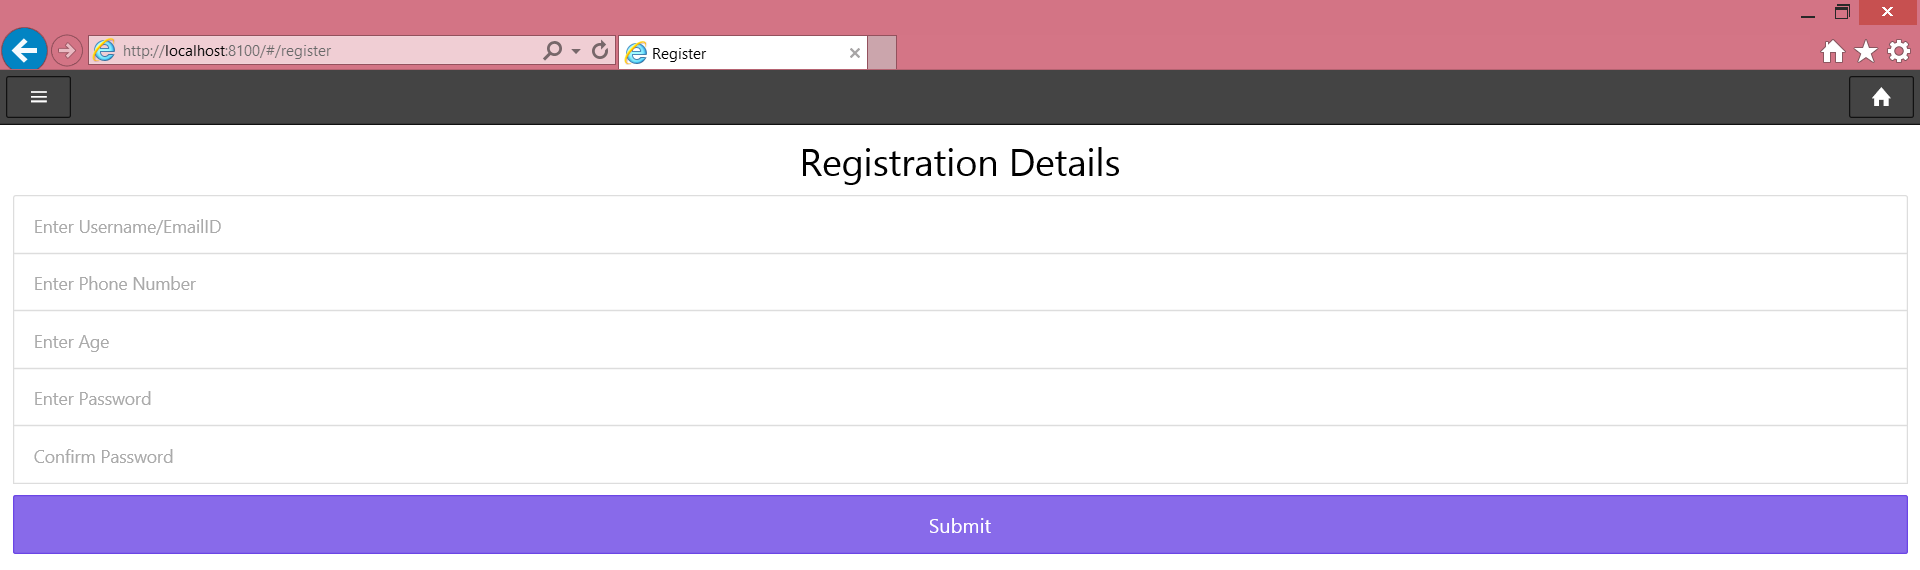 http://localhost:8100/#/register
Register
Registration Details
Enter Username/EmailID
Enter Phone Number
Enter Age
Enter Password
Confirm Password
Submit